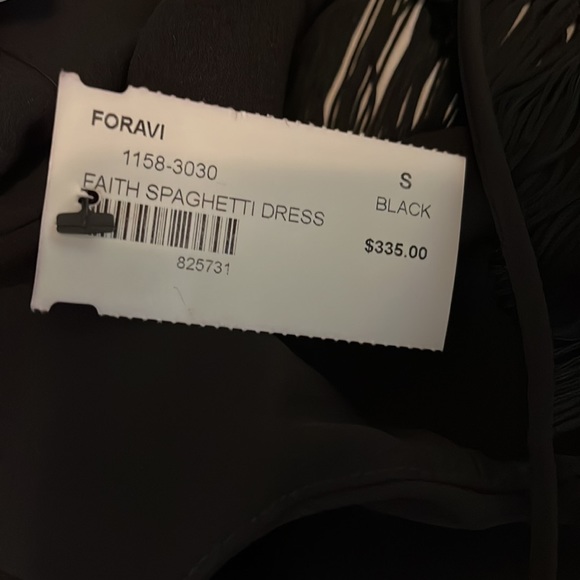 FORAVI
1158-3030 S
FAITH SPAGHETTI DRESS BLACK
$335.00
825731